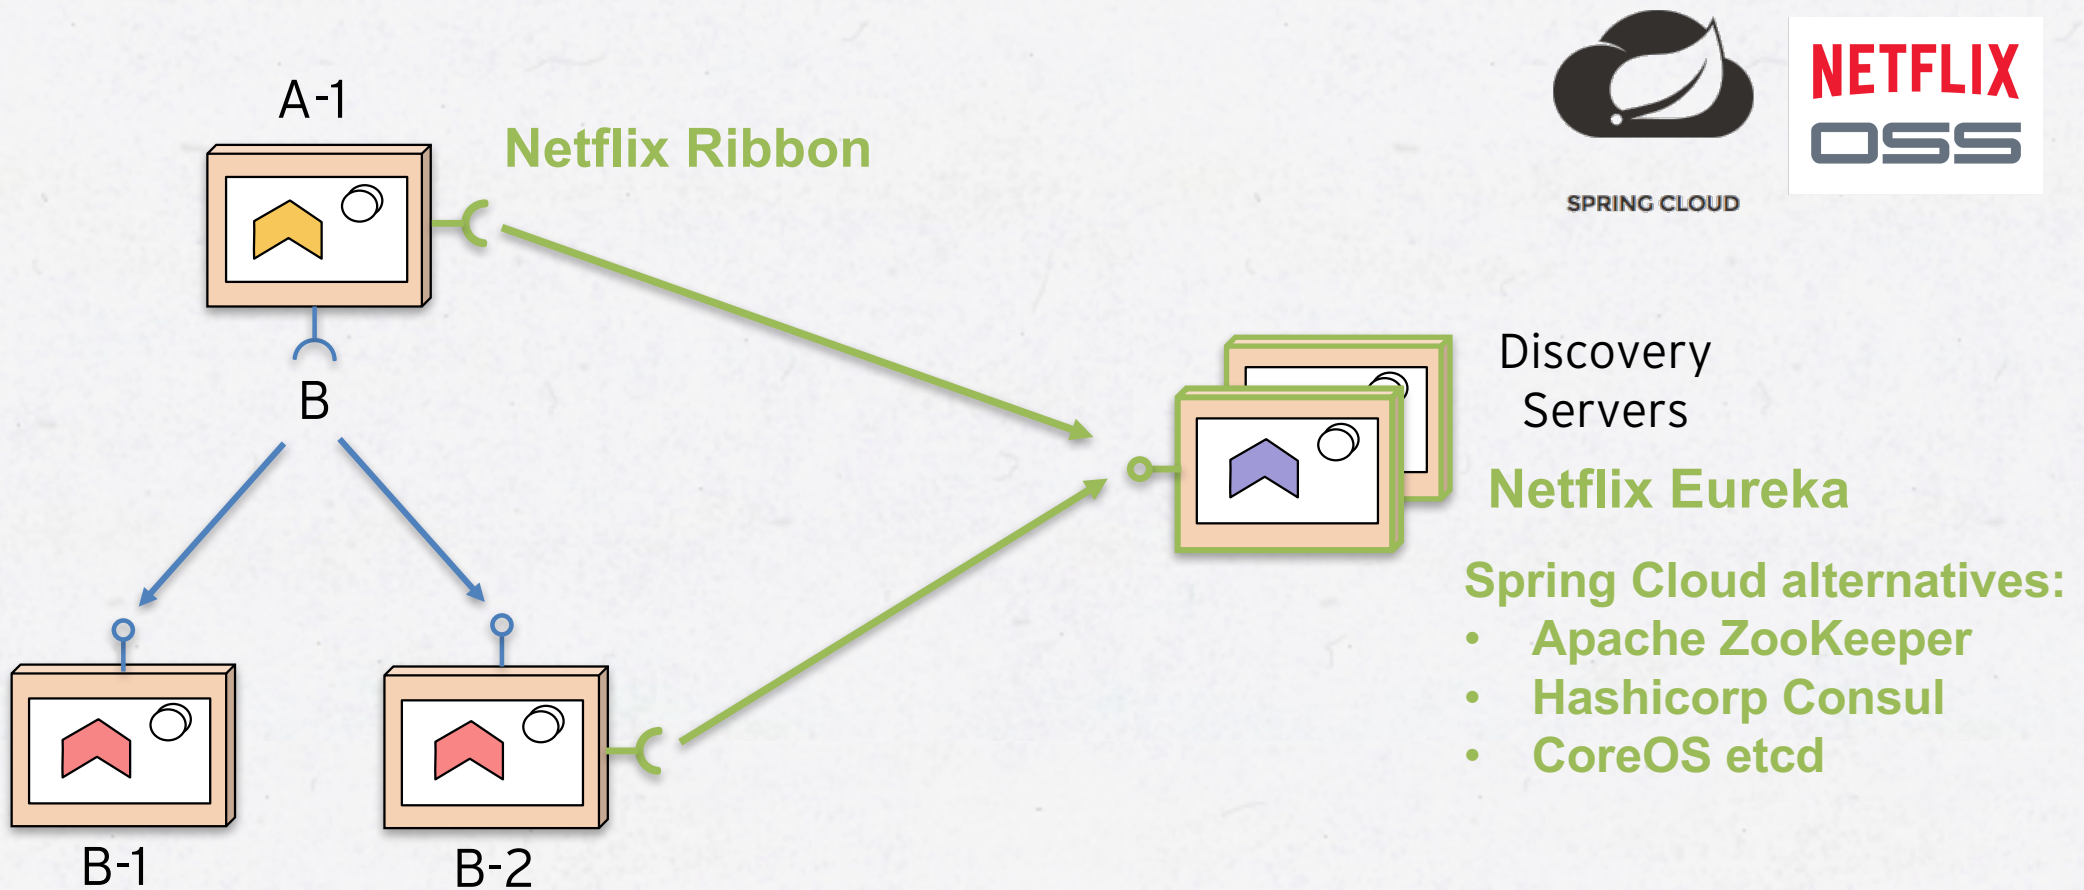 A-1
Netflix Ribbon
SPRING CLOUD
NETFLIX
OSS
B
Discovery
Servers
Netflix Eureka
Spring Cloud alternatives:
• Apache ZooKeeper
• Hashicorp Consul
• CoreOS etcd
B-1
B-2